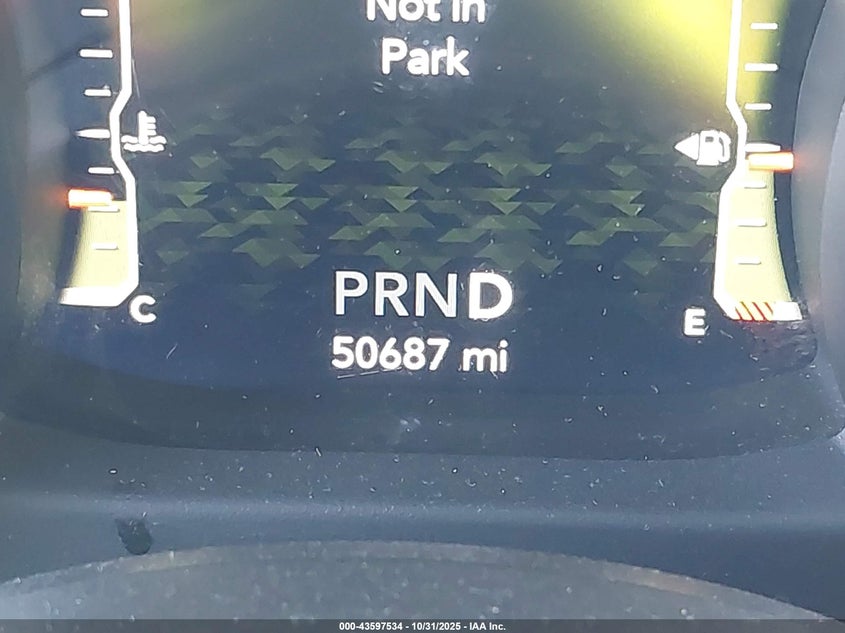 Not in
Park
C
E
PRND
50687 mi
000-43597534 - 10/31/2025 - IAA Inc.